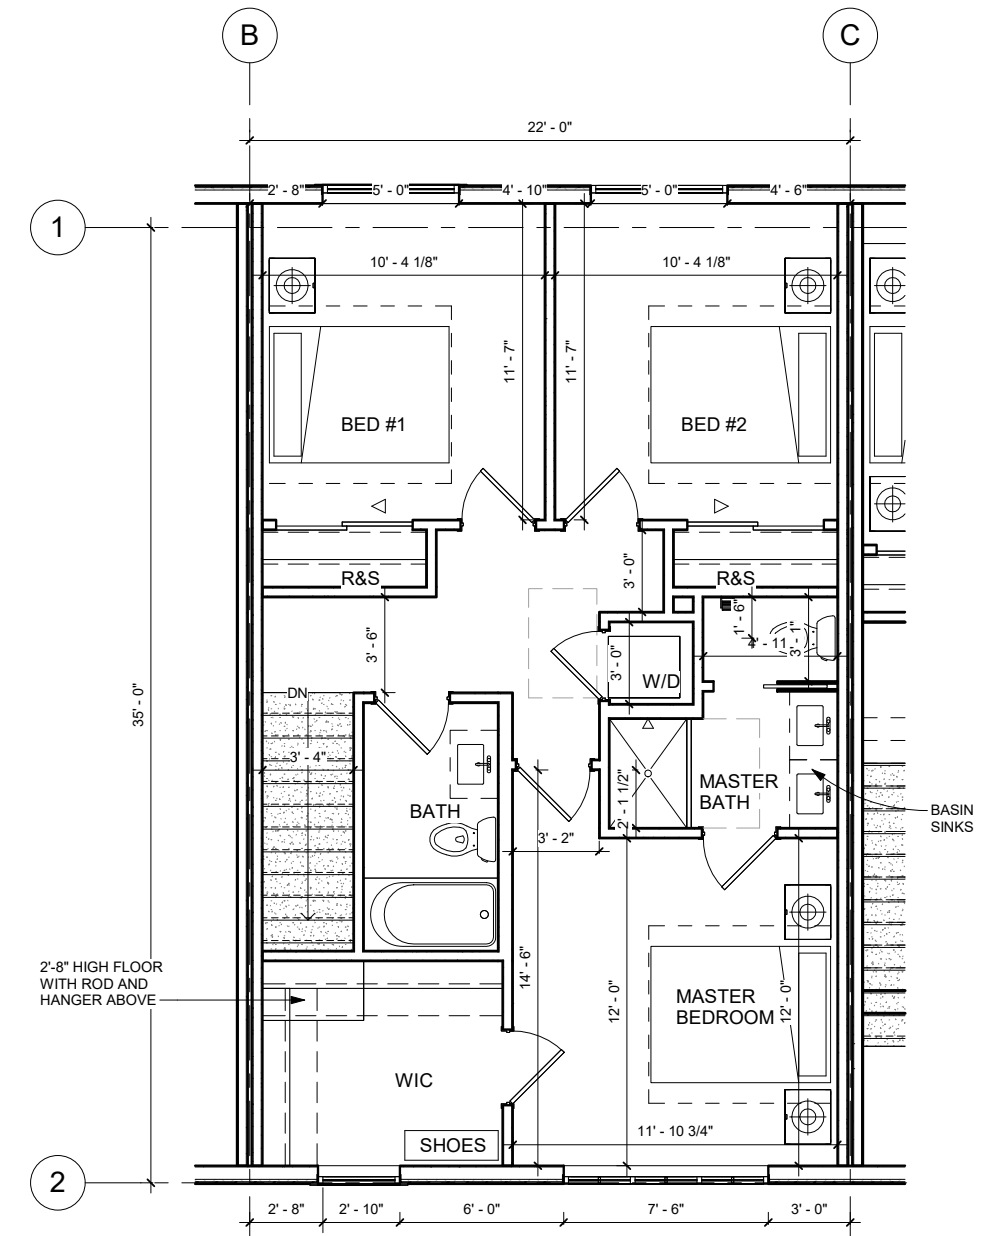 B
C
22' - 0"
2' - 8"
5' - 0"
4' - 10"
5' - 0"
4' - 6"
1
10' - 4 1/8"
10' - 4 1/8"
11' - 7"
11' - 7"
BED #1
BED #2
R&S
R&S
3' - 0"
3' - 6"
1' - 6"
4' - 11
3' - 1"
3' - 0"
W/D
35' - 0"
DN
3' - 4"
BATH
MASTER
BATH
2' - 1 1/2"
BASIN
SINKS
3' - 2"
2'-8" HIGH FLOOR
WITH ROD AND
HANGER ABOVE
14' - 6"
12' - 0"
MASTER
BEDROOM
12' - 0"
WIC
SHOES
11' - 10 3/4"
2
2' - 8"
2' - 10"
6' - 0"
7' - 6"
3' - 0"